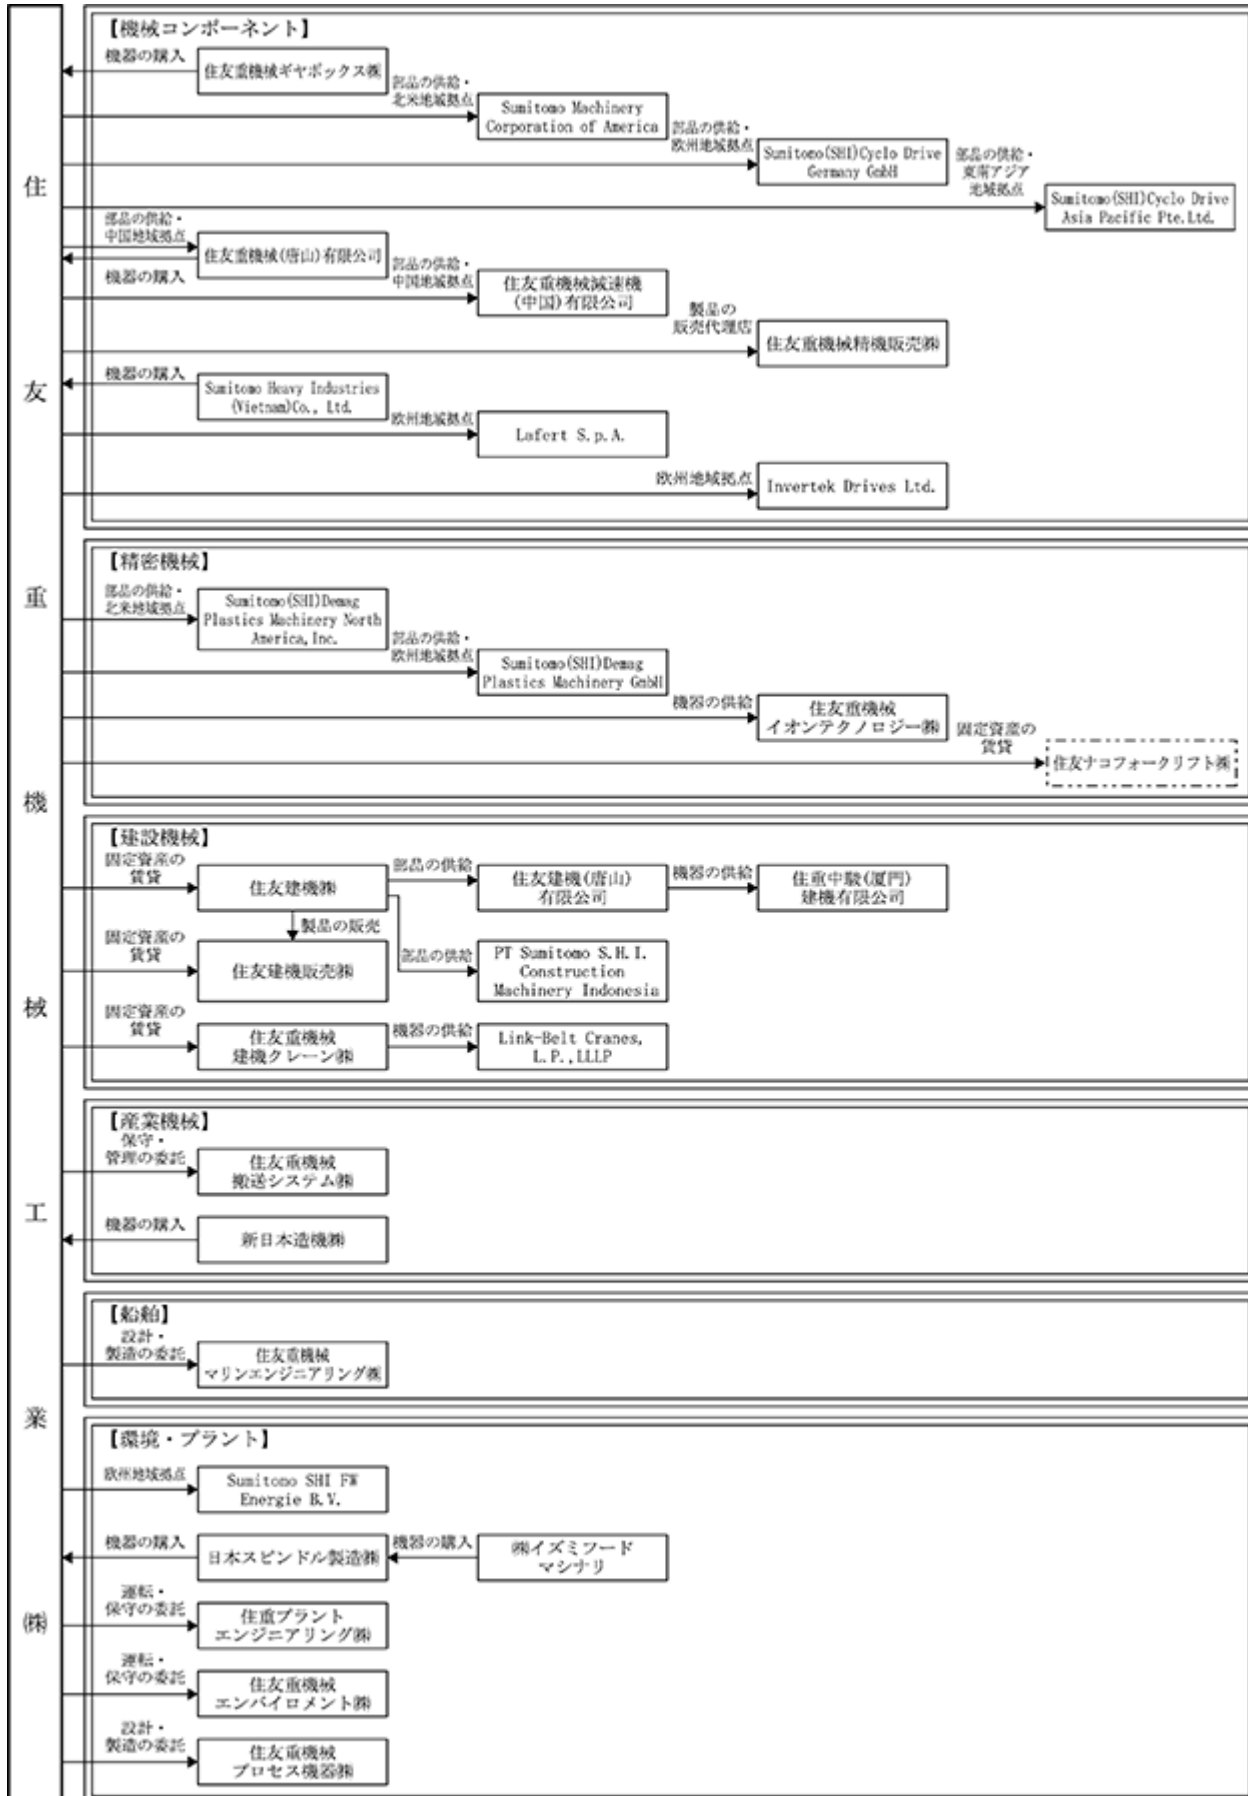 住
友
重
機
械
工
業
㈱
【機械コンポーネント】
機器の購入
住友重機械ギヤボックス㈱
部品の供給・
北米地域拠点
Sumitomo Machinery
Corporation of America
部品の供給・
欧州地域拠点
Sumitomo(SHI)Cyclo Drive
Germany GmbH
部品の供給・
東南アジア
地域拠点
Sumitomo(SHI)Cyclo Drive
Asia Pacific Pte.Ltd.
部品の供給・
中国地域拠点
住友重機械(唐山)有限公司
機器の購入
部品の供給・
中国地域拠点
住友重機械減速機
(中国)有限公司
製品の
販売代理店
住友重機械精機販売㈱
機器の購入
Sumitomo Heavy Industries
(Vietnam)Co., Ltd.
欧州地域拠点
Lafert S.p.A.
欧州地域拠点
Invertek Drives Ltd.
【精密機械】
部品の供給・
北米地域拠点
Sumitomo(SHI)Demag
Plastics Machinery North
America,Inc.
部品の供給・
欧州地域拠点
Sumitomo(SHI)Demag
Plastics Machinery GmbH
機器の供給
住友重機械
イオンテクノロジー㈱
固定資産の
賃貸
住友ナコフォークリフト㈱
【建設機械】
固定資産の
賃貸
住友建機㈱
部品の供給
住友建機(唐山)
有限公司
機器の供給
住重中駿(厦門)
建機有限公司
製品の販売
固定資産の
賃貸
住友建機販売㈱
部品の供給
PT Sumitomo S.H.I.
Construction
Machinery Indonesia
固定資産の
賃貸
住友重機械
建機クレーン㈱
機器の供給
Link-Belt Cranes,
L.P.,LLLP
【産業機械】
保守・
管理の委託
住友重機械
搬送システム㈱
機器の購入
新日本造機㈱
【船舶】
設計・
製造の委託
住友重機械
マリンエンジニアリング㈱
【環境・プラント】
欧州地域拠点
Sumitomo SHI FW
Energie B.V.
機器の購入
日本スピンドル製造㈱
機器の購入
㈱イズミフード
マシナリ
運転・
保守の委託
住重プラント
エンジニアリング㈱
運転・
保守の委託
住友重機械
エンバイロメント㈱
設計・
製造の委託
住友重機械
プロセス機器㈱